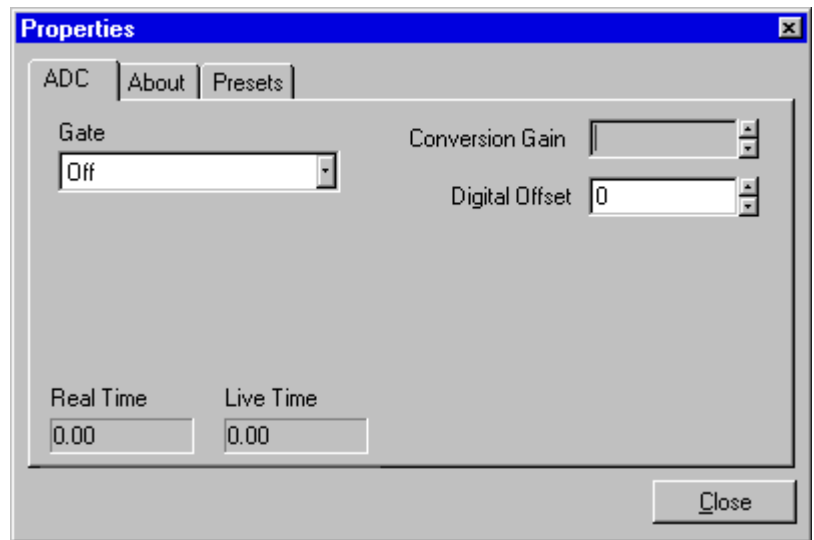 Properties
ADC About Presets
Gate
Off
Conversion Gain
Digital Offset 0
Real Time Live Time
0.00 0.00
Close